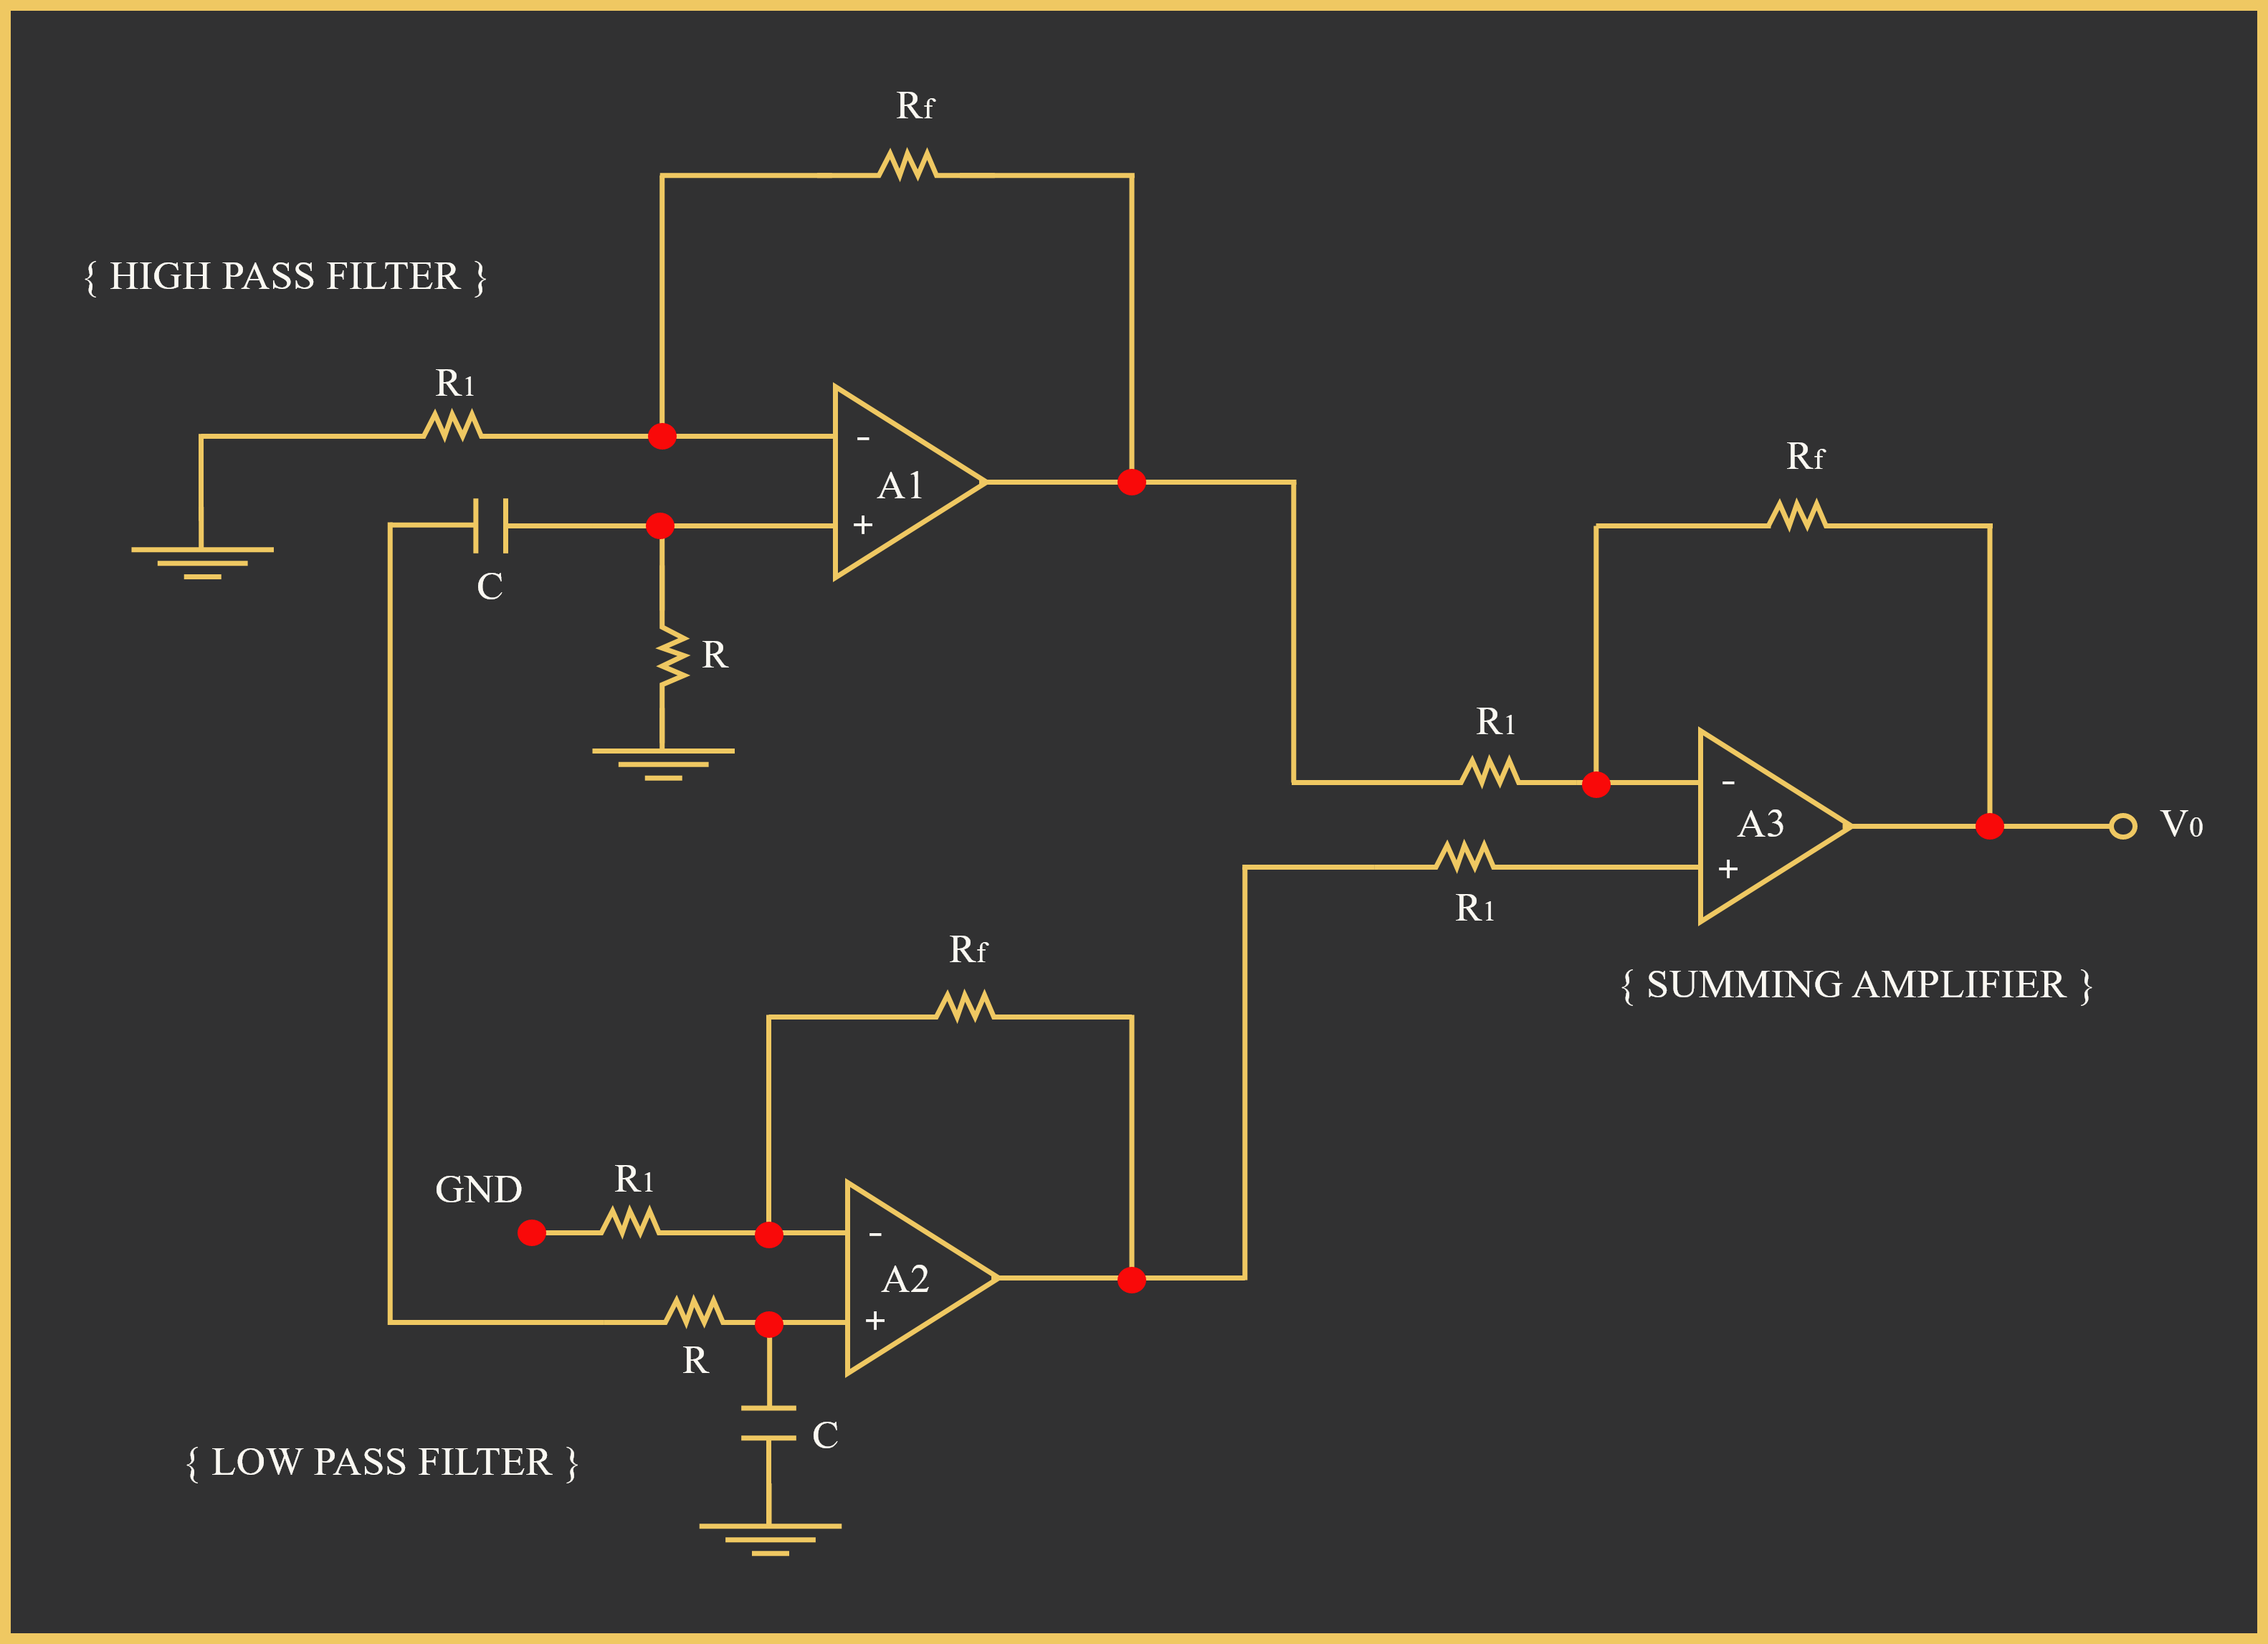 Rf
{ HIGH PASS FILTER }
R1
-
A1
+
C
R
Rf
R1
-
A3
+
V0
R1
{ SUMMING AMPLIFIER }
Rf
GND
R1
-
A2
+
R
C
{ LOW PASS FILTER }